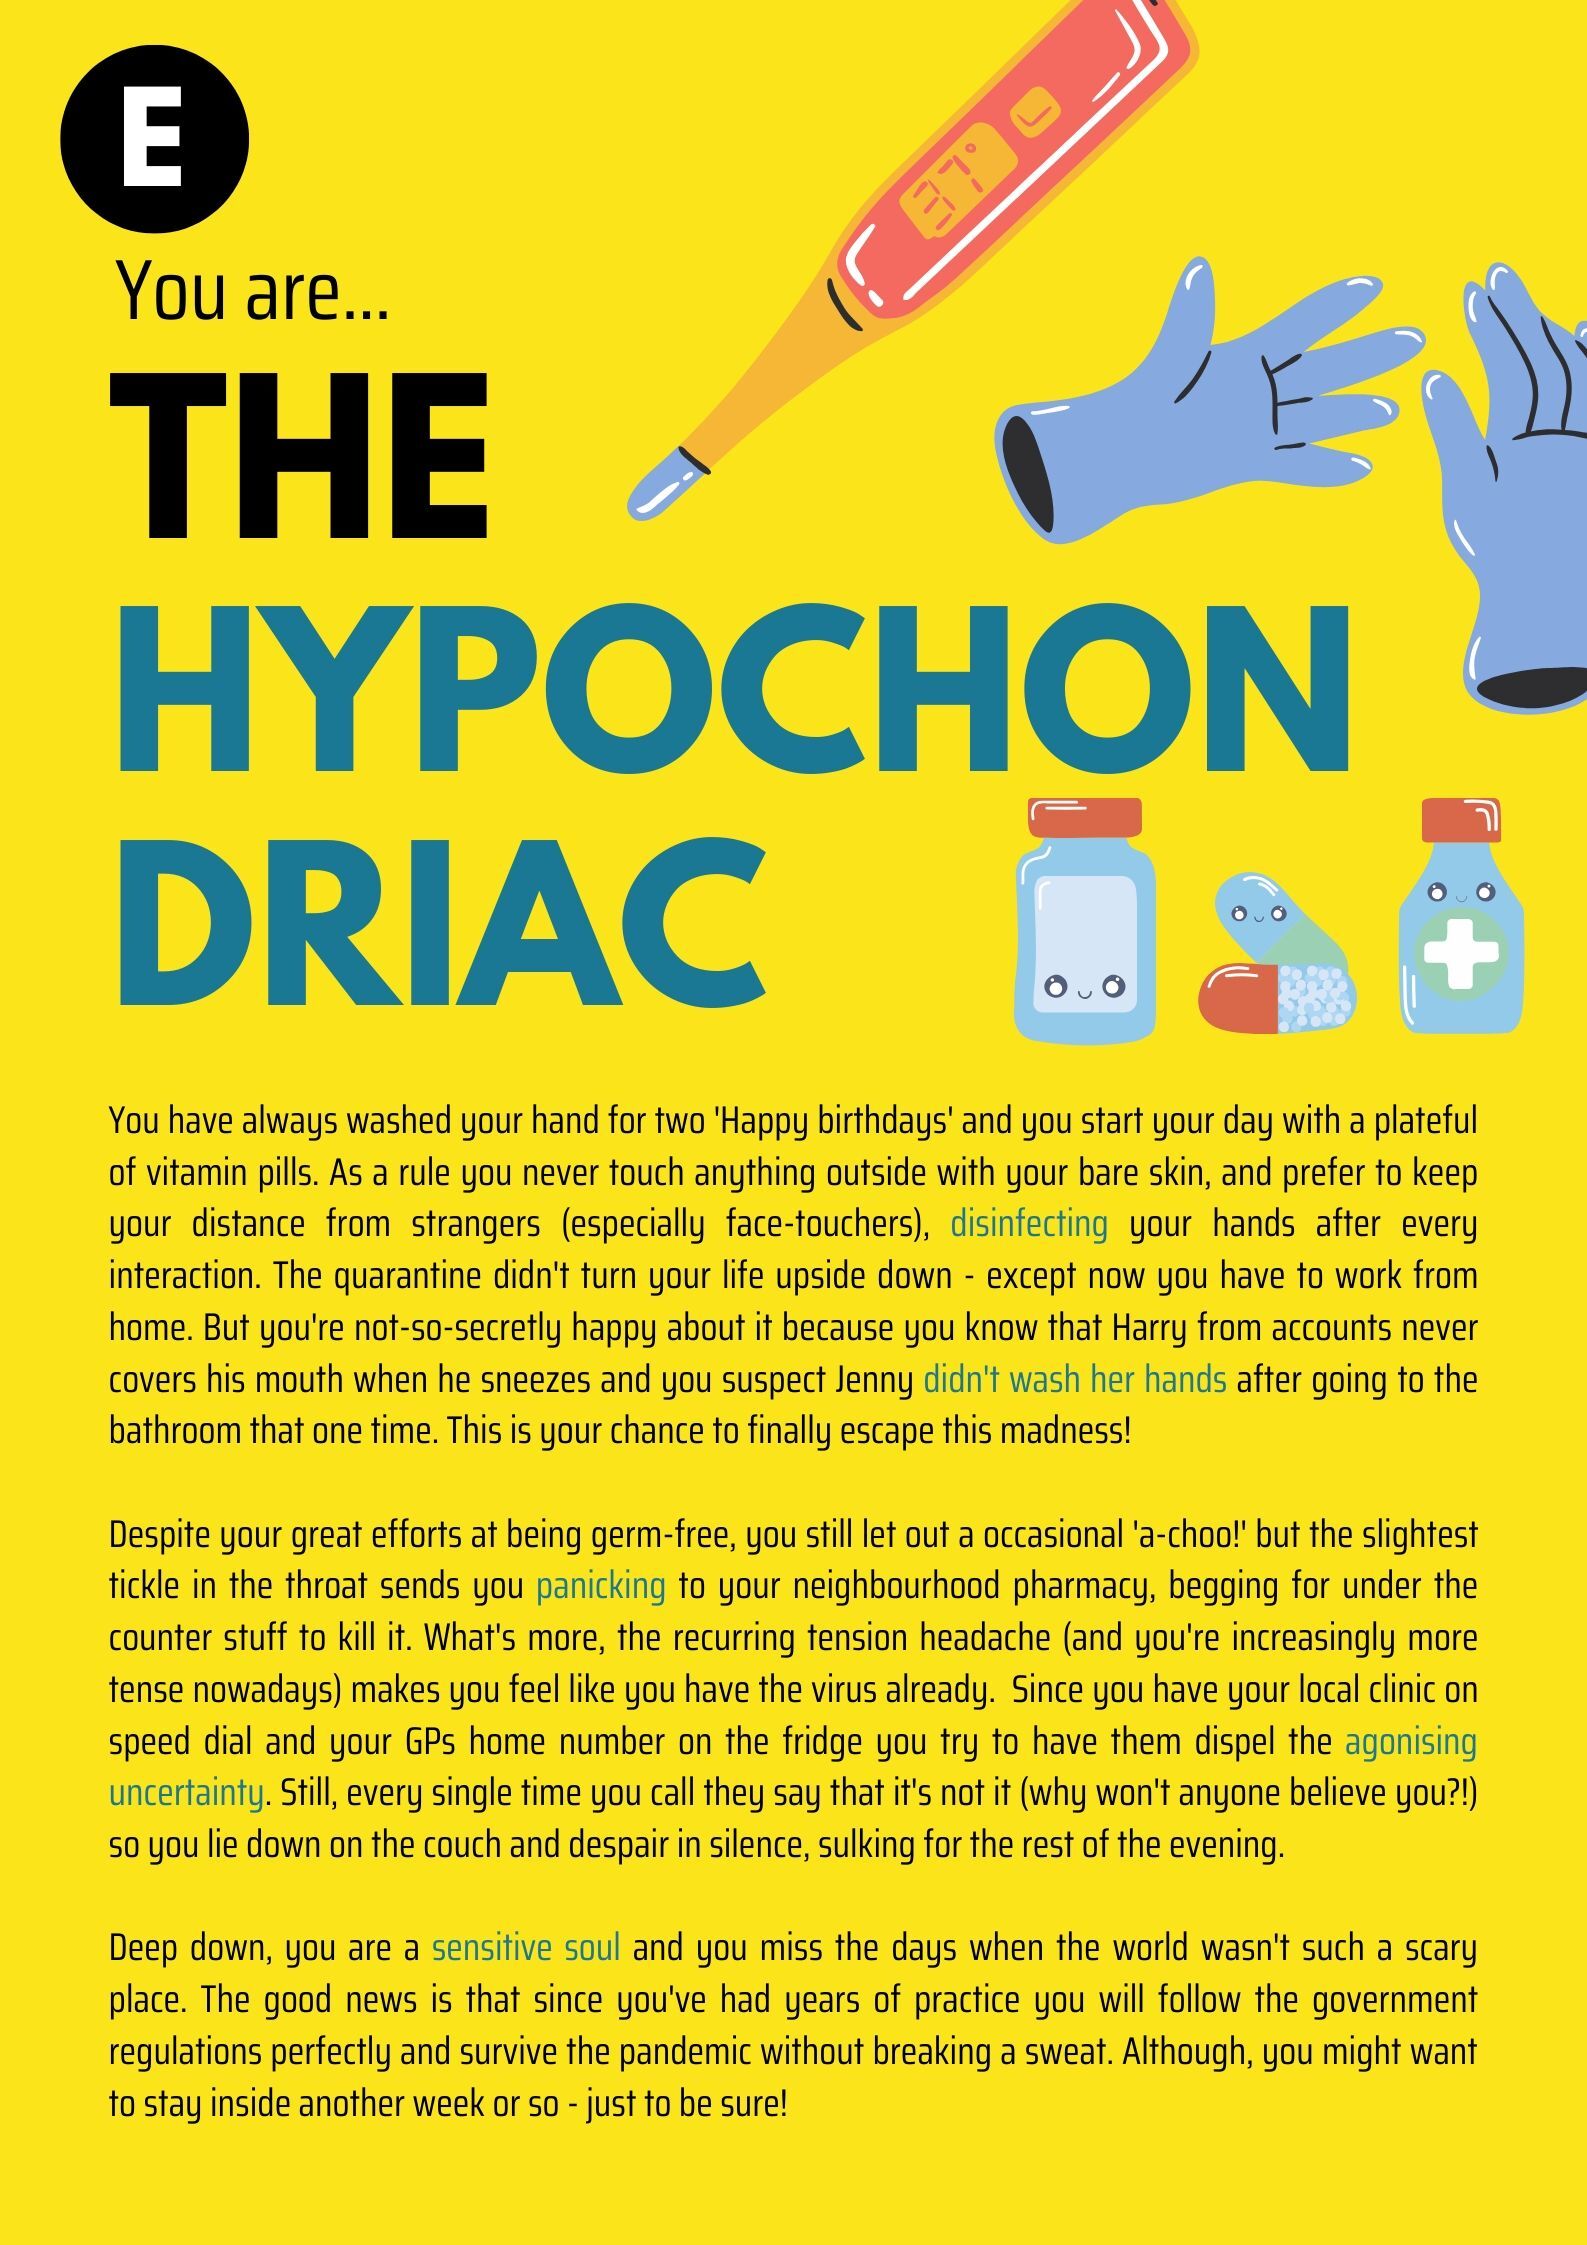 E
You are...
THE
HYPOCHON
DRIAC
37°
You have always washed your hand for two 'Happy birthdays' and you start your day with a plateful
of vitamin pills. As a rule you never touch anything outside with your bare skin, and prefer to keep
your distance from strangers (especially face-touchers), disinfecting your hands after every
interaction. The quarantine didn't turn your life upside down - except now you have to work from
home. But you're not-so-secretly happy about it because you know that Harry from accounts never
covers his mouth when he sneezes and you suspect Jenny didn't wash her hands after going to the
bathroom that one time. This is your chance to finally escape this madness!
Despite your great efforts at being germ-free, you still let out a occasional 'a-choo!' but the slightest
tickle in the throat sends you panicking to your neighbourhood pharmacy, begging for under the
counter stuff to kill it. What's more, the recurring tension headache (and you're increasingly more
tense nowadays) makes you feel like you have the virus already. Since you have your local clinic on
speed dial and your GPs home number on the fridge you try to have them dispel the agonising
uncertainty. Still, every single time you call they say that it's not it (why won't anyone believe you?!)
so you lie down on the couch and despair in silence, sulking for the rest of the evening.
Deep down, you are a sensitive soul and you miss the days when the world wasn't such a scary
place. The good news is that since you've had years of practice you will follow the government
regulations perfectly and survive the pandemic without breaking a sweat. Although, you might want
to stay inside another week or so - just to be sure!